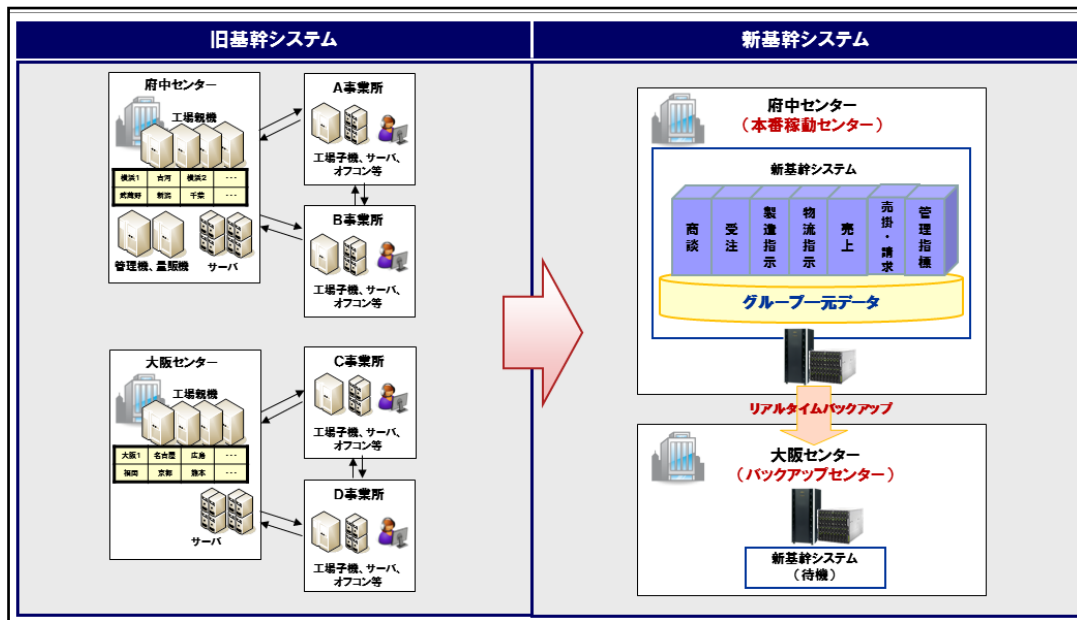 旧基幹システム
府中センター
工場親機
横浜1 古河 横浜2 ---
武蔵野 新潟 千葉 ---
管理機、量販機
サーバ
A事業所
工場子機、サーバ、
オフコン等
B事業所
工場子機、サーバ、
オフコン等
大阪センター
工場親機
大阪1 名古屋 広島 ---
福岡 京都 熊本 ---
サーバ
C事業所
工場子機、サーバ、
オフコン等
D事業所
工場子機、サーバ、
オフコン等
新基幹システム
府中センター
（本番稼動センター）
新基幹システム
商談
受注
製造指示
物流指示
売上
売掛・請求
管理指標
グループ一元データ
リアルタイムバックアップ
大阪センター
（バックアップセンター）
新基幹システム
（待機）